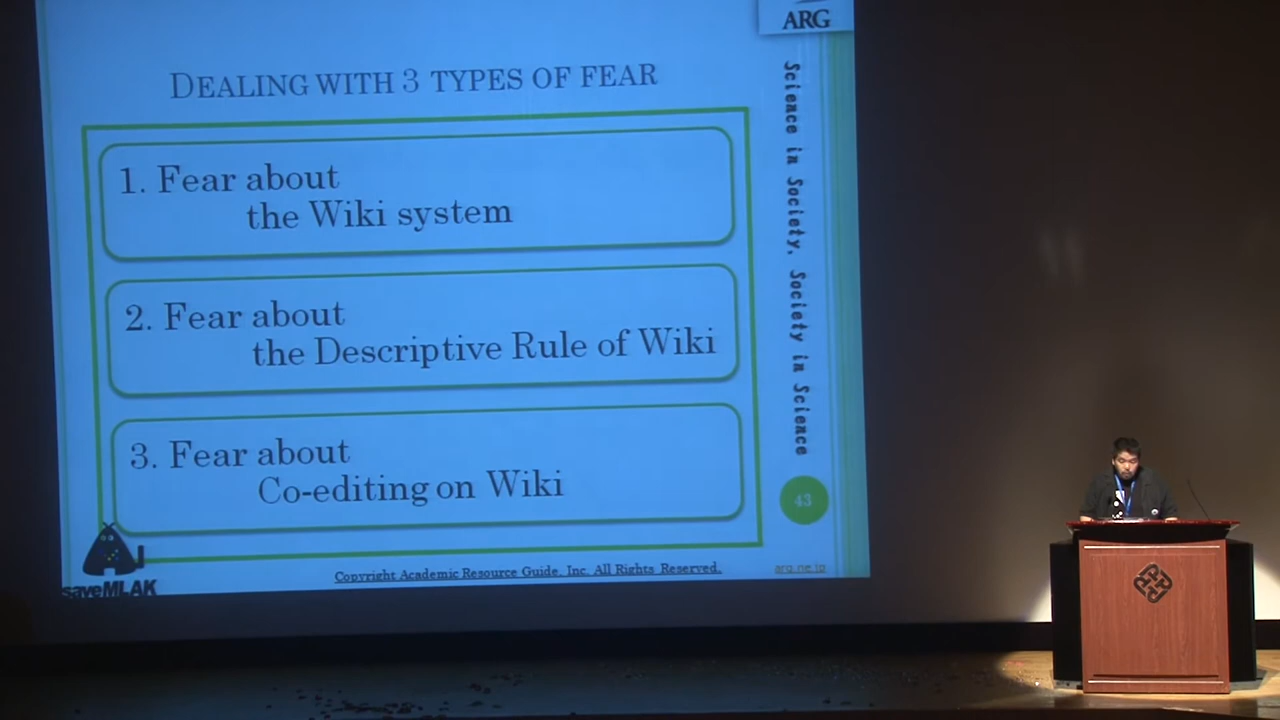 ARG
DEALING WITH 3 TYPES OF FEAR
1. Fear about
the Wiki system
2. Fear about
the Descriptive Rule of Wiki
3. Fear about
Co-editing on Wiki
Science in Society, Society in Science
43
saveMLAK
Copyright Academic Resource Guide, Inc. All Rights Reserved.
arg.ne.jp